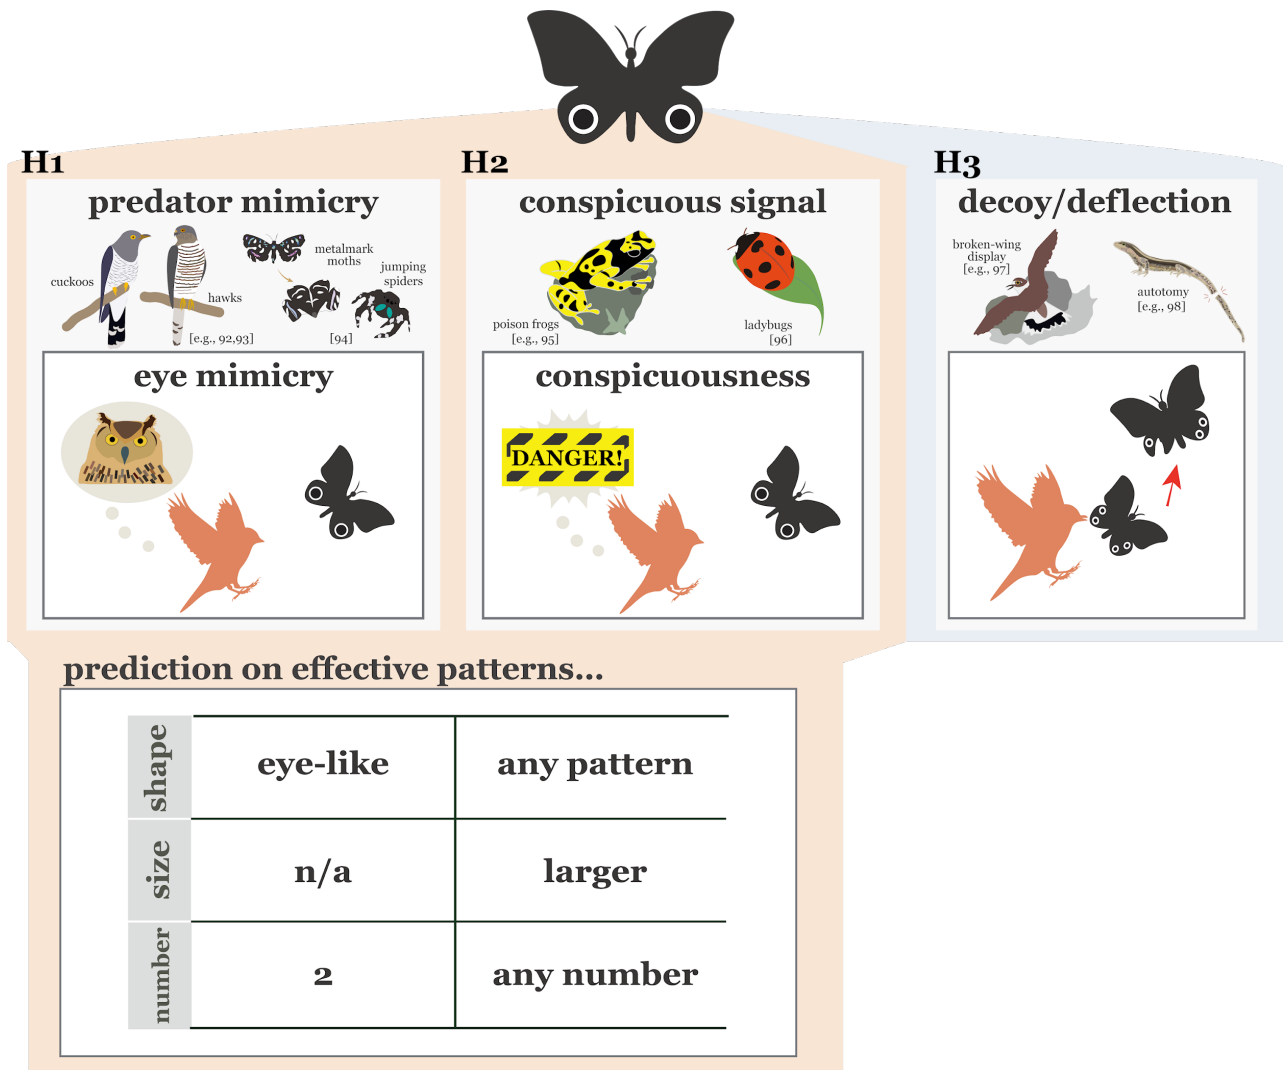 H1
predator mimicry
cuckoos
hawks
[e.g., 92,93]
metalmark
moths
[94]
jumping
spiders
eye mimicry
H2
conspicuous signal
poison frogs
[e.g., 95]
ladybugs
[96]
conspicuousness
DANGER!
H3
decoy/deflection
broken-wing
display
[e.g., 97]
autotomy
[e.g., 98]
prediction on effective patterns...
shape
eye-like
any pattern
size
n/a
larger
number
2
any number